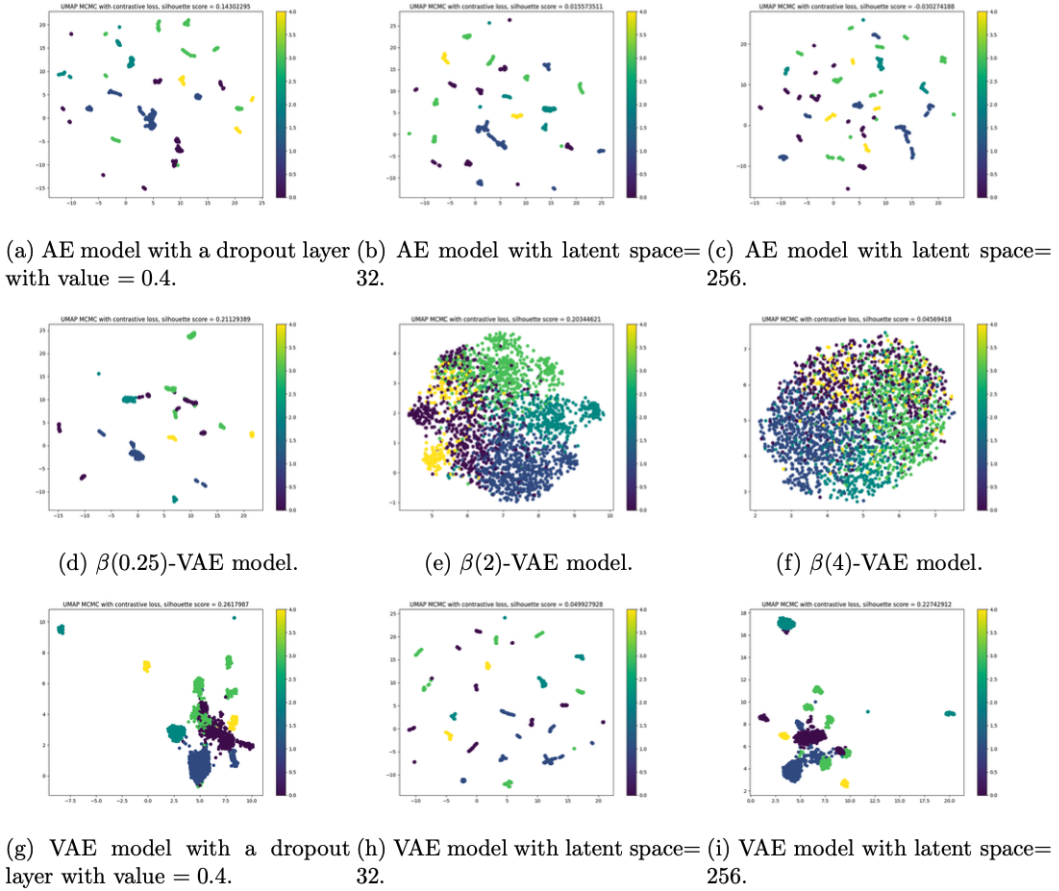 UMAP MCMC with contrastive loss, silhouette score = 0.14302295
UMAP MCMC with contrastive loss, silhouette score = 0.015573511
UMAP MCMC with contrastive loss, silhouette score = -0.030274188
(a) AE model with a dropout layer
with value = 0.4.
(b) AE model with latent space=
32.
(c) AE model with latent space=
256.
UMAP MCMC with contrastive loss, silhouette score = 0.21129389
UMAP MCMC with contrastive loss, silhouette score = 0.20344621
UMAP MCMC with contrastive loss, silhouette score = 0.04569418
(d) β(0.25)-VAE model.
(e) β(2)-VAE model.
(f) β(4)-VAE model.
UMAP MCMC with contrastive loss, silhouette score = 0.2617987
UMAP MCMC with contrastive loss, silhouette score = 0.049927928
UMAP MCMC with contrastive loss, silhouette score = 0.22742912
(g) VAE model with a dropout
layer with value = 0.4.
(h) VAE model with latent space=
32.
(i) VAE model with latent space=
256.